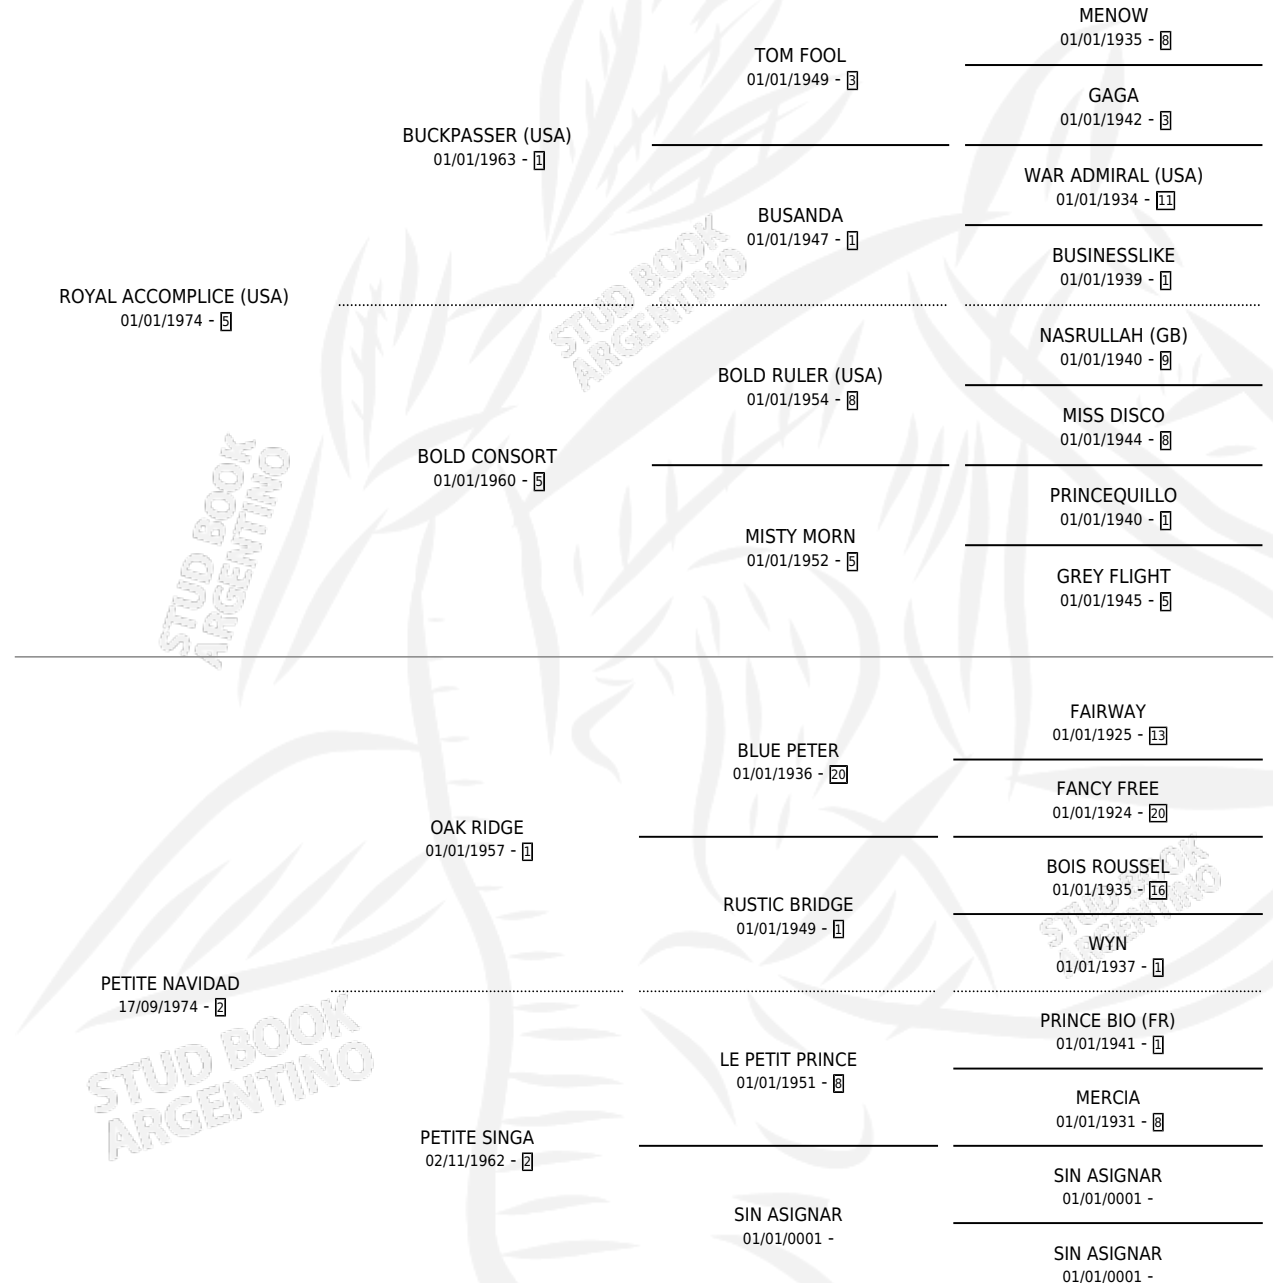 MENOW
01/01/1935 - 8
TOM FOOL
01/01/1949 - 3
GAGA
01/01/1942 - 3
BUCKPASSER (USA)
01/01/1963 - 1
WAR ADMIRAL (USA)
01/01/1934 - 11
BUSANDA
01/01/1947 - 1
BUSINESSLIKE
01/01/1939 - 1
ROYAL ACCOMPLICE (USA)
01/01/1974 - 5
NASRULLAH (GB)
01/01/1940 - 9
BOLD RULER (USA)
01/01/1954 - 8
MISS DISCO
01/01/1944 - 8
BOLD CONSORT
01/01/1960 - 5
PRINCEQUILLO
01/01/1940 - 1
MISTY MORN
01/01/1952 - 5
GREY FLIGHT
01/01/1945 - 5
FAIRWAY
01/01/1925 - 13
BLUE PETER
01/01/1936 - 20
FANCY FREE
01/01/1924 - 20
OAK RIDGE
01/01/1957 - 1
BOIS ROUSSEL
01/01/1935 - 16
RUSTIC BRIDGE
01/01/1949 - 1
WYN
01/01/1937 - 1
PETITE NAVIDAD
17/09/1974 - 2
PRINCE BIO (FR)
01/01/1941 - 1
LE PETIT PRINCE
01/01/1951 - 8
MERCIA
01/01/1931 - 8
PETITE SINGA
02/11/1962 - 2
SIN ASIGNAR
01/01/0001 -
SIN ASIGNAR
01/01/0001 -
SIN ASIGNAR
01/01/0001 -
STUD BOOK
ARGENTINO
STUD BOOK
ARGENTINO
STUD BOOK
ARGENTINO
STUD BOOK
ARGENTINO